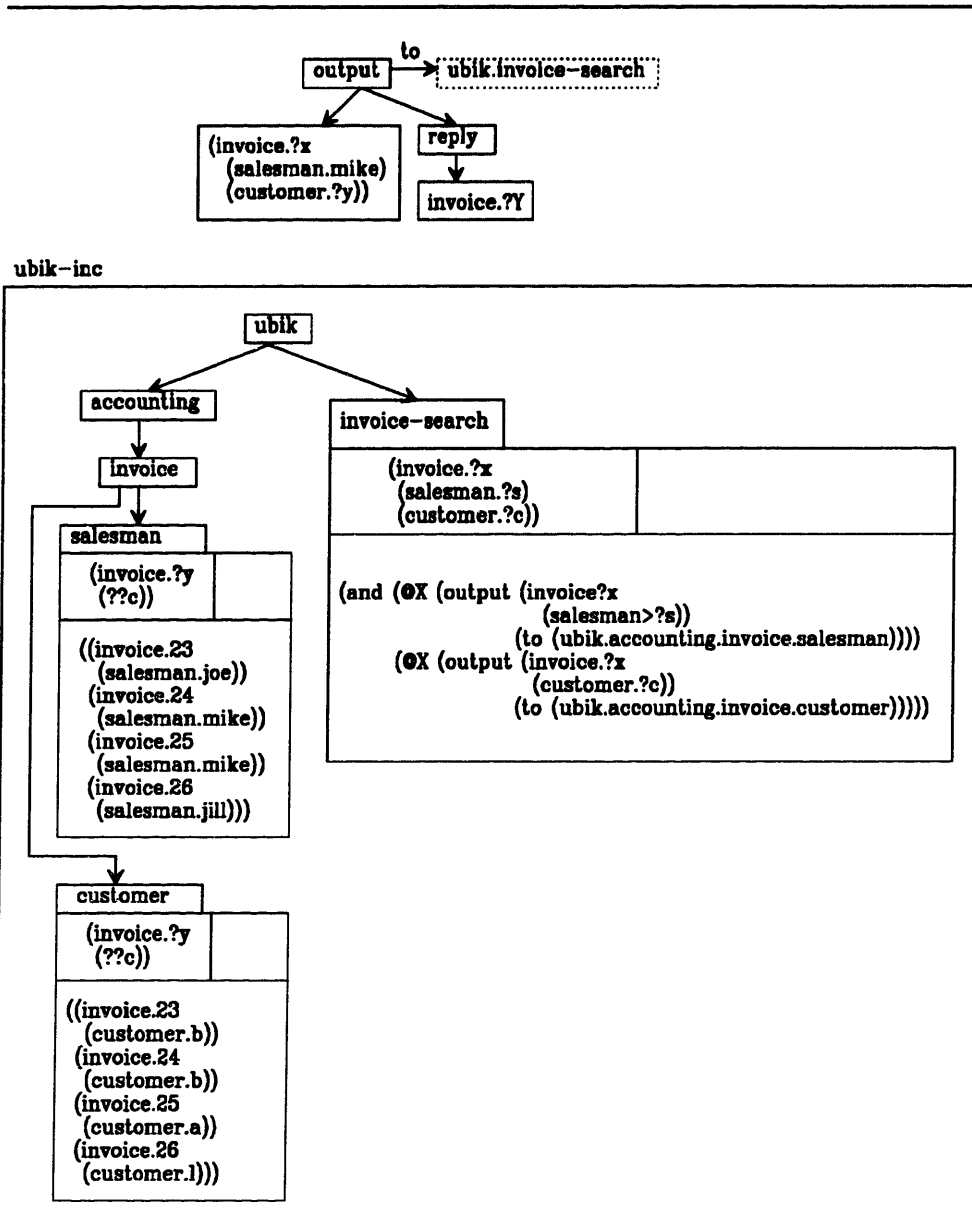 to
output
ubik.invoice-search
(invoice.?x
(salesman.mike)
(customer.?y))
reply
invoice.?Y
ubik-inc
ubik
accounting
invoice
salesman
(invoice.?y
(??c))
((invoice.23
(salesman.joe))
(invoice.24
(salesman.mike))
(invoice.25
(salesman.mike))
(invoice.26
(salesman.jill)))
customer
(invoice.?y
(??c))
((invoice.23
(customer.b))
(invoice.24
(customer.b))
(invoice.25
(customer.a))
(invoice.26
(customer.l)))
invoice-search
(invoice.?x
(salesman.?s)
(customer.?c))
(and (@X (output (invoice?x
(salesman>?s))
(to (ubik.accounting.invoice.salesman))))
(@X (output (invoice.?x
(customer.?c))
(to (ubik.accounting.invoice.customer)))))